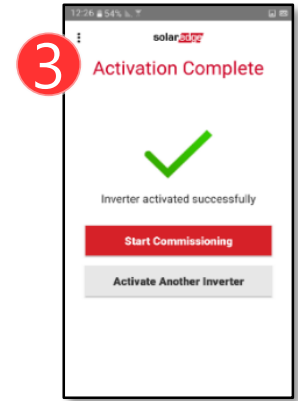 12:26 54%
3
solaredge
Activation Complete
Inverter activated successfully
Start Commissioning
Activate Another Inverter